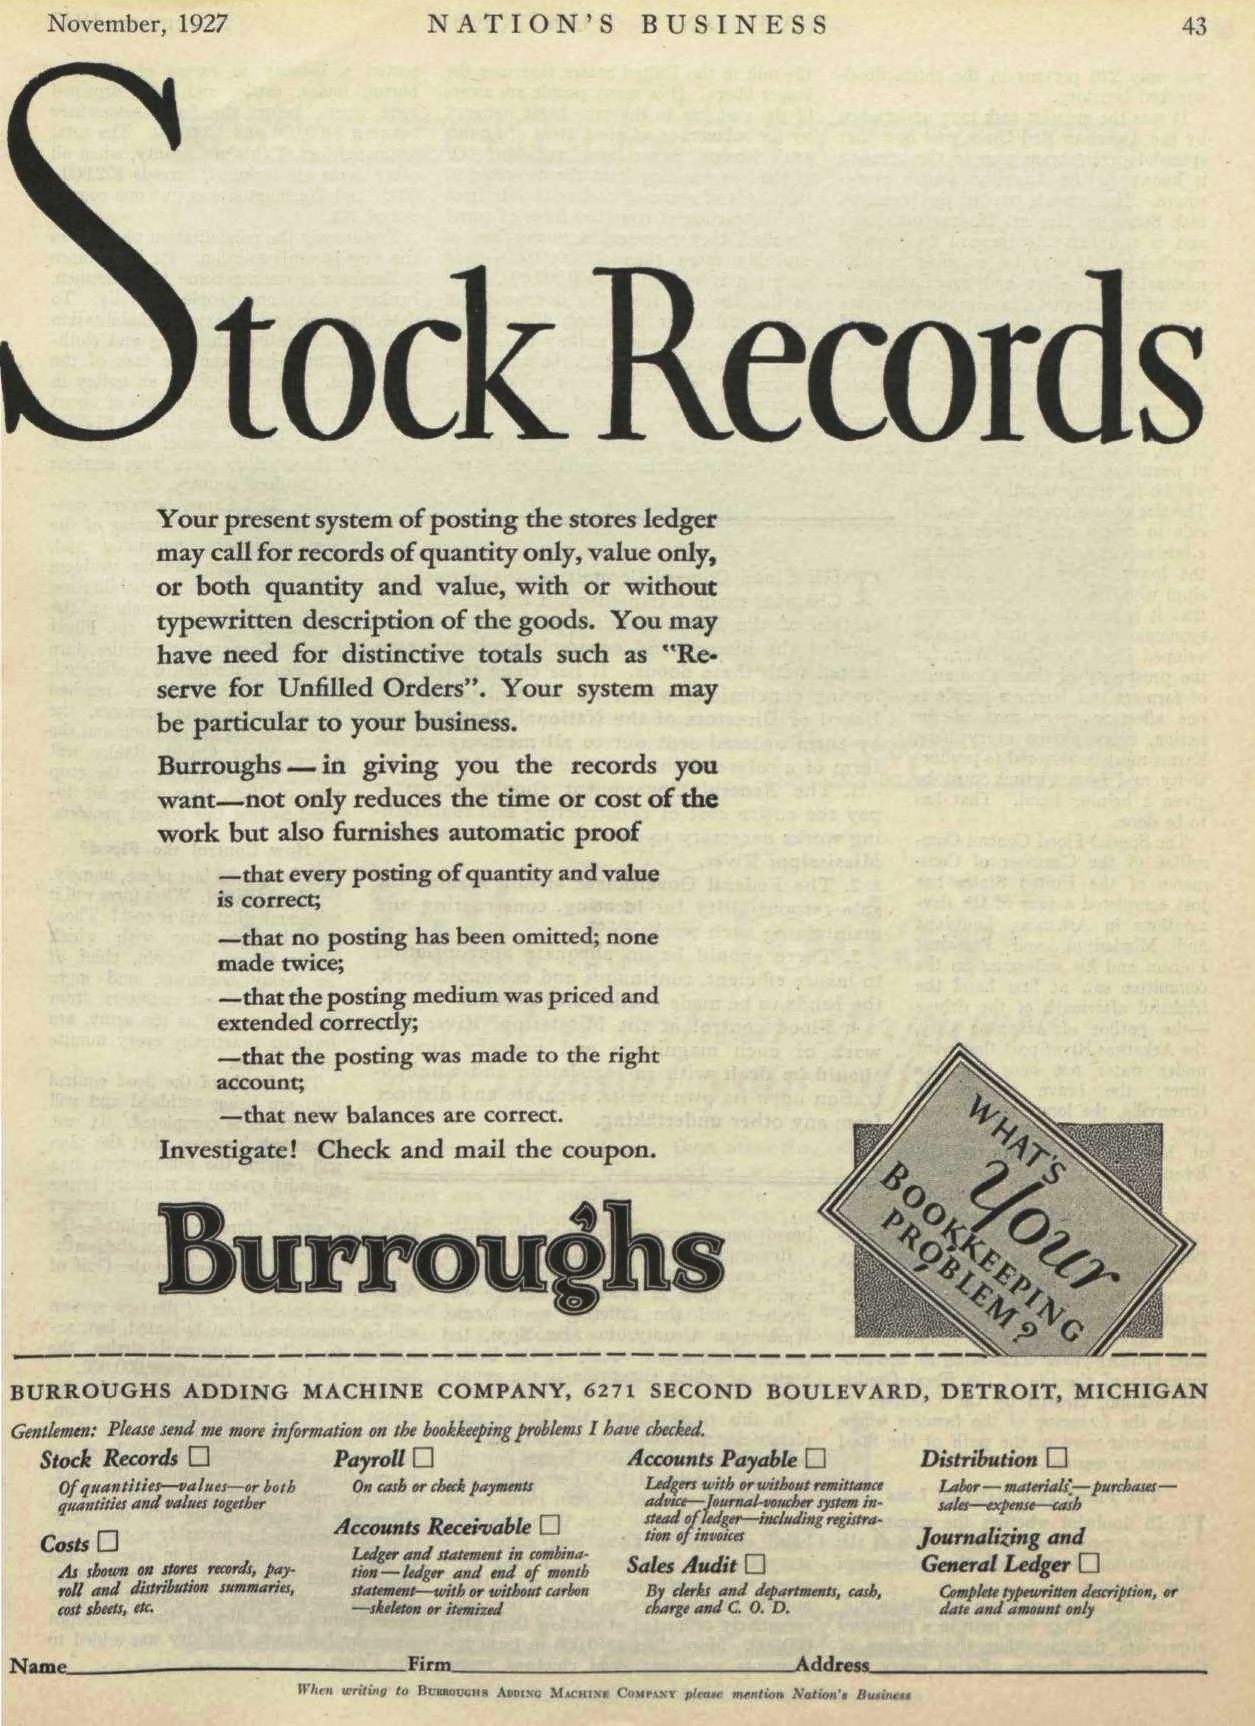 November, 1927 NATION'S BUSINESS 43
Stock Records
Your present system of posting the stores ledger
may call for records of quantity only, value only,
or both quantity and value, with or without
typewritten description of the goods. You may
have need for distinctive totals such as "Re-
serve for Unfilled Orders". Your system may
be particular to your business.
Burroughs — in giving you the records you
want—not only reduces the time or cost of the
work but also furnishes automatic proof
—that every posting of quantity and value
is correct;
—that no posting has been omitted; none
made twice;
—that the posting medium was priced and
extended correctly;
—that the posting was made to the right
account;
—that new balances are correct.
Investigate! Check and mail the coupon.
Burroughs
WHAT'S
Your
BOOKKEEPING
PROBLEM?
BURROUGHS ADDING MACHINE COMPANY, 6271 SECOND BOULEVARD, DETROIT, MICHIGAN
Gentlemen: Please send me more information on the bookkeeping problems I have checked.
Stock Records ☐
Of quantities—values—or both
quantities and values together
Costs ☐
As shown on stores records, pay-
roll and distribution summaries,
cost sheets, etc.
Payroll ☐
On cash or check payments
Accounts Receivable ☐
Ledger and statement in combina-
tion — ledger and end of month
statement—with or without carbon
—skeleton or itemized
Accounts Payable ☐
Ledgers with or without remittance
advice—Journal-voucher system in-
stead of ledger—including registra-
tion of invoices
Sales Audit ☐
By clerks and departments, cash,
charge and C. O. D.
Distribution ☐
Labor — materials — purchases —
sales—expense—cash
Journalizing and
General Ledger ☐
Complete typewritten description, or
date and amount only
Name Firm Address
When writing to BURROUGHS ADDING MACHINE COMPANY please mention Nation's Business